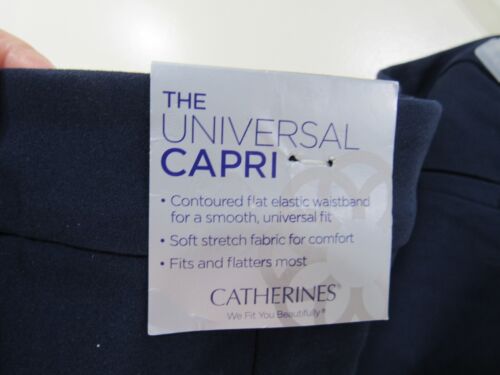 THE
UNIVERSAL
CAPRI
• Contoured flat elastic waistband
for a smooth, universal fit
• Soft stretch fabric for comfort
• Fits and flatters most
CATHERINES®
We Fit You Beautifully®